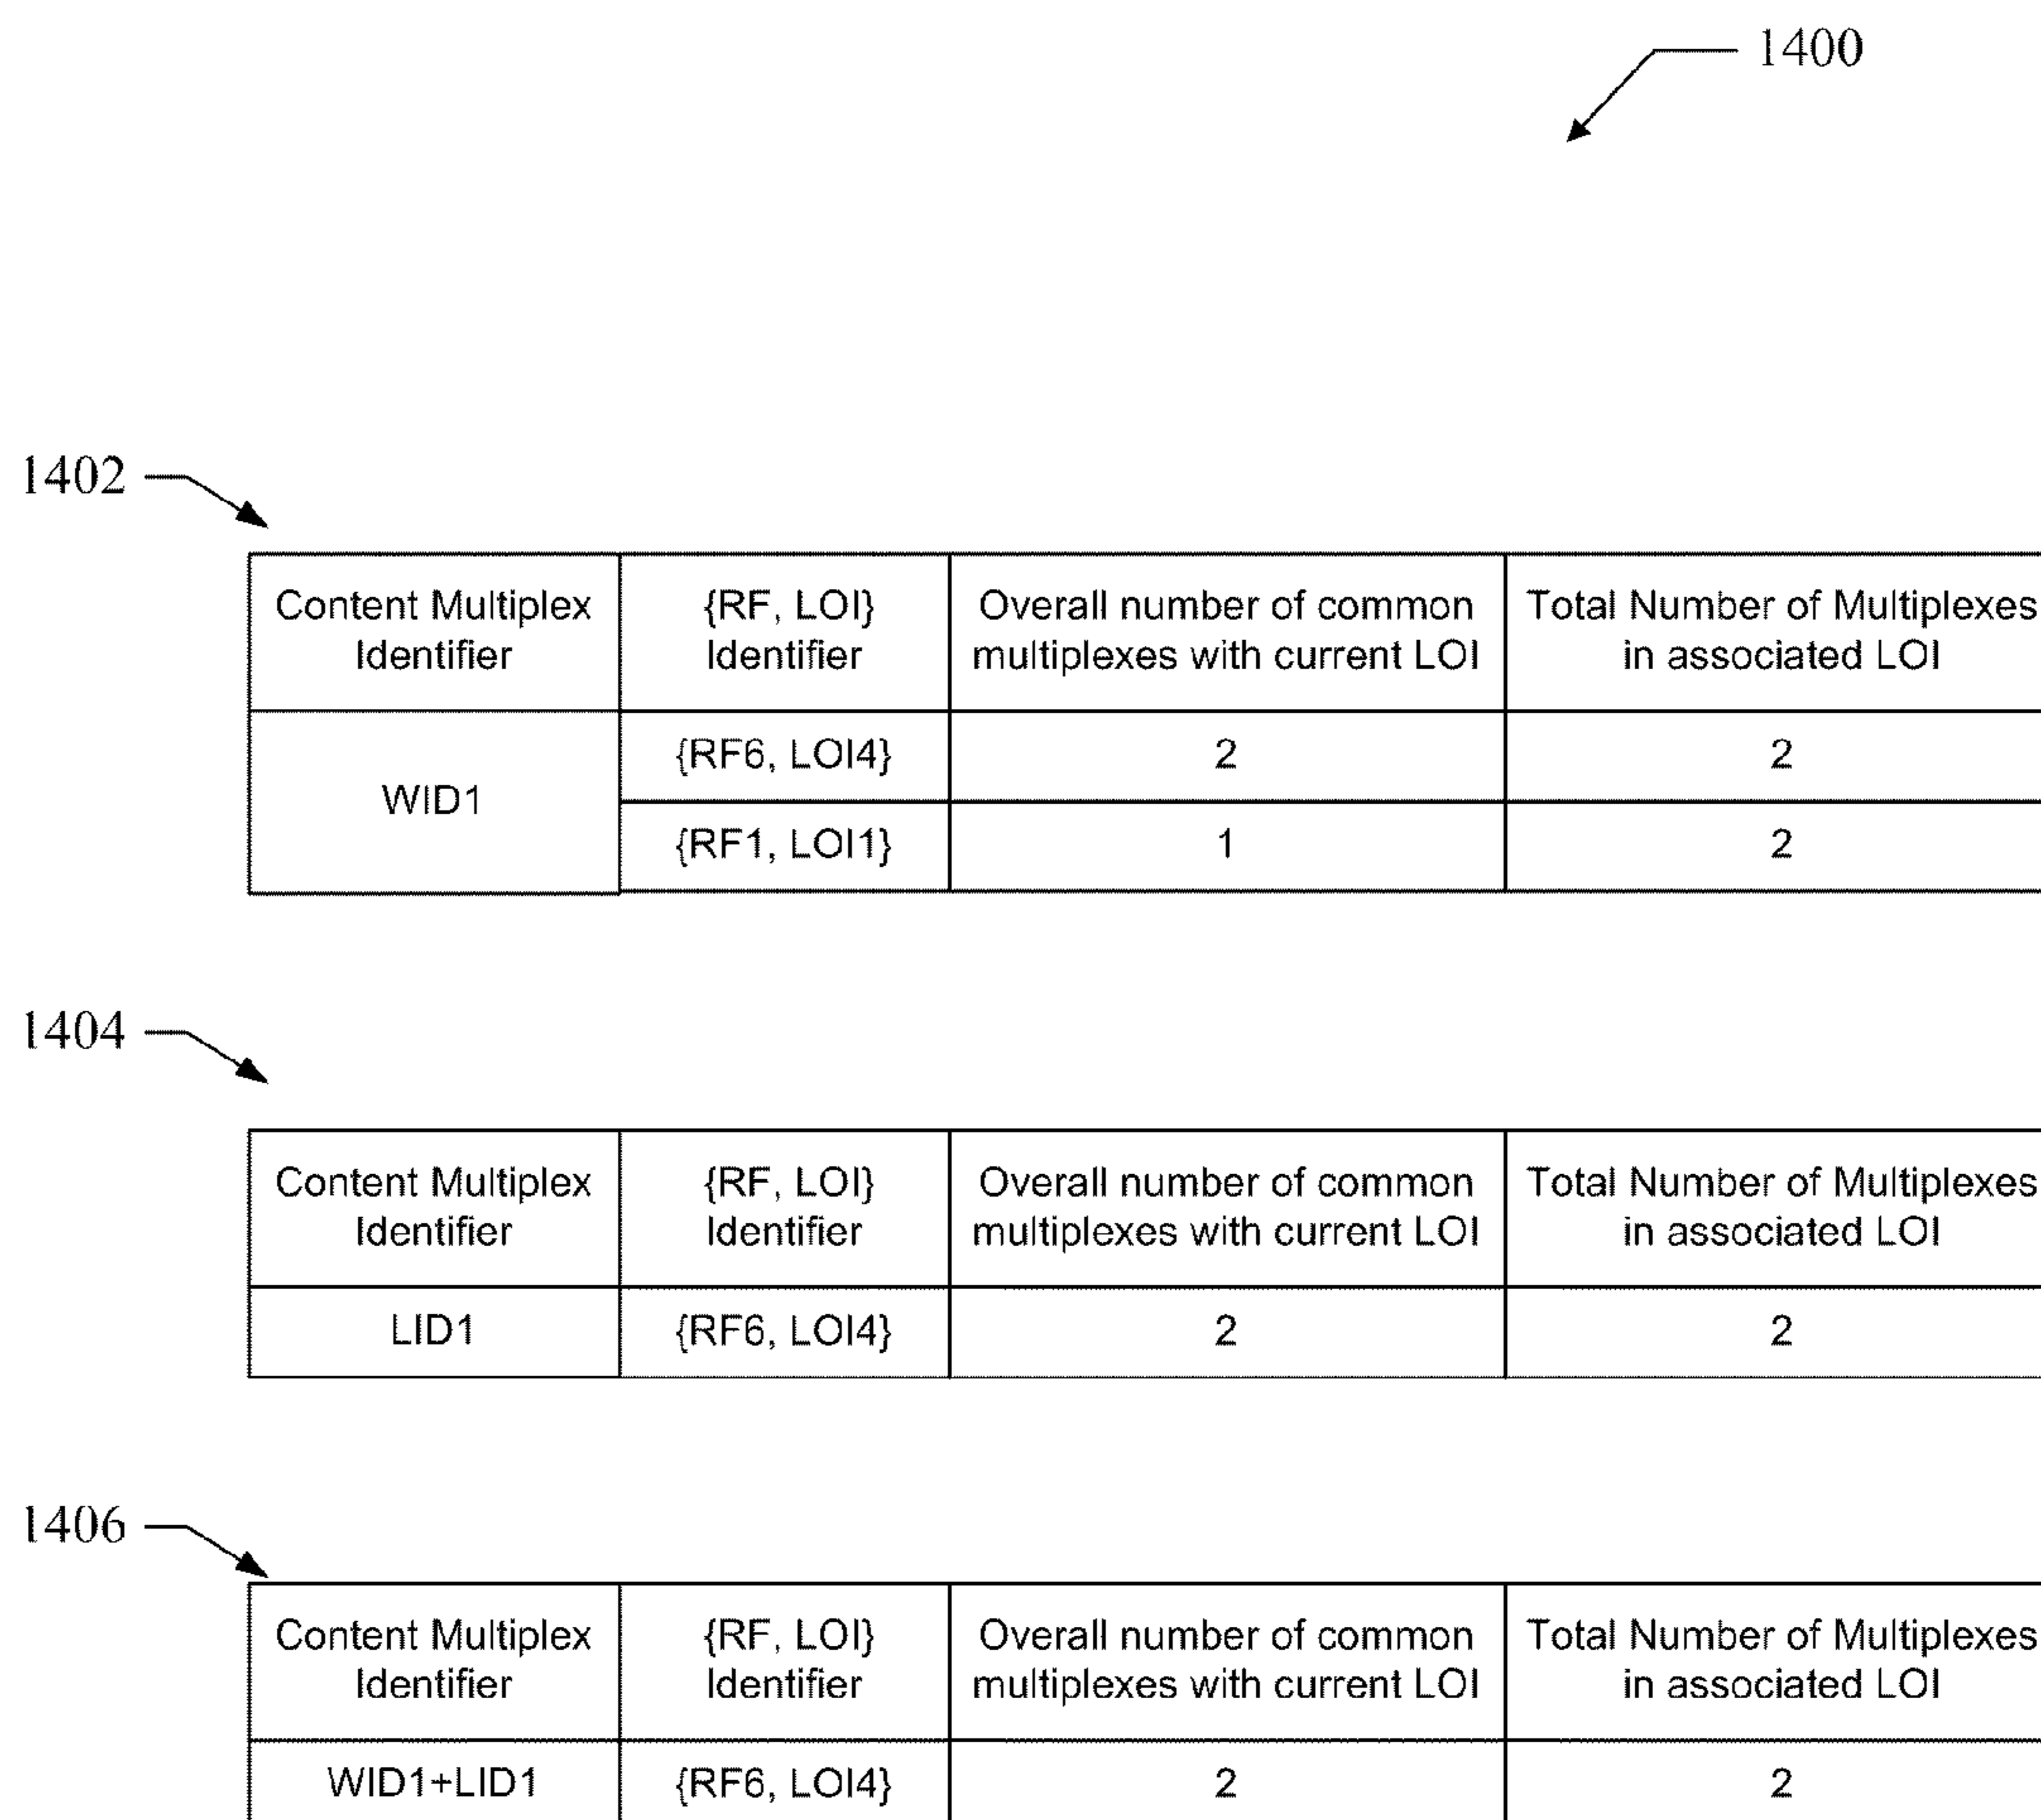 1400
1402
Content Multiplex Identifier {RF, LOI} Identifier Overall number of common multiplexes with current LOI Total Number of Multiplexes in associated LOI
WID1 {RF6, LOI4} 2 2
{RF1, LOI1} 1 2
1404
Content Multiplex Identifier {RF, LOI} Identifier Overall number of common multiplexes with current LOI Total Number of Multiplexes in associated LOI
LID1 {RF6, LOI4} 2 2
1406
Content Multiplex Identifier {RF, LOI} Identifier Overall number of common multiplexes with current LOI Total Number of Multiplexes in associated LOI
WID1+LID1 {RF6, LOI4} 2 2